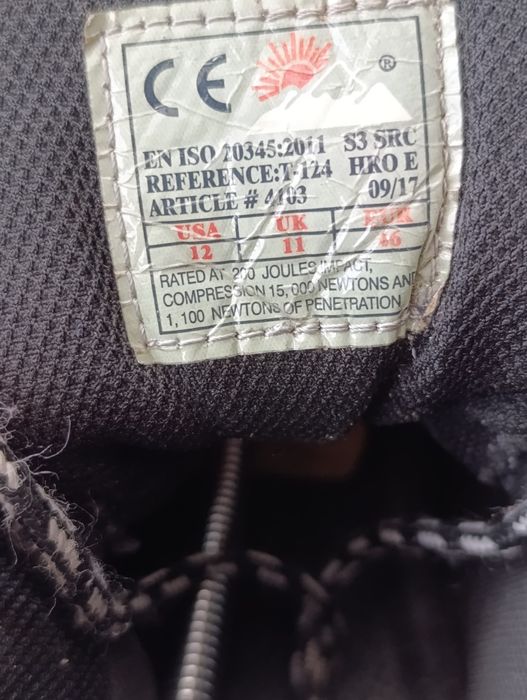 CE ®
EN ISO 20345:2011 S3 SRC
REFERENCE:T-124 HKO E
ARTICLE # 4103 09/17
USA UK EUR
12 11 46
RATED AT 200 JOULES IMPACT,
COMPRESSION 15,000 NEWTONS AND
1,100 NEWTONS OF PENETRATION